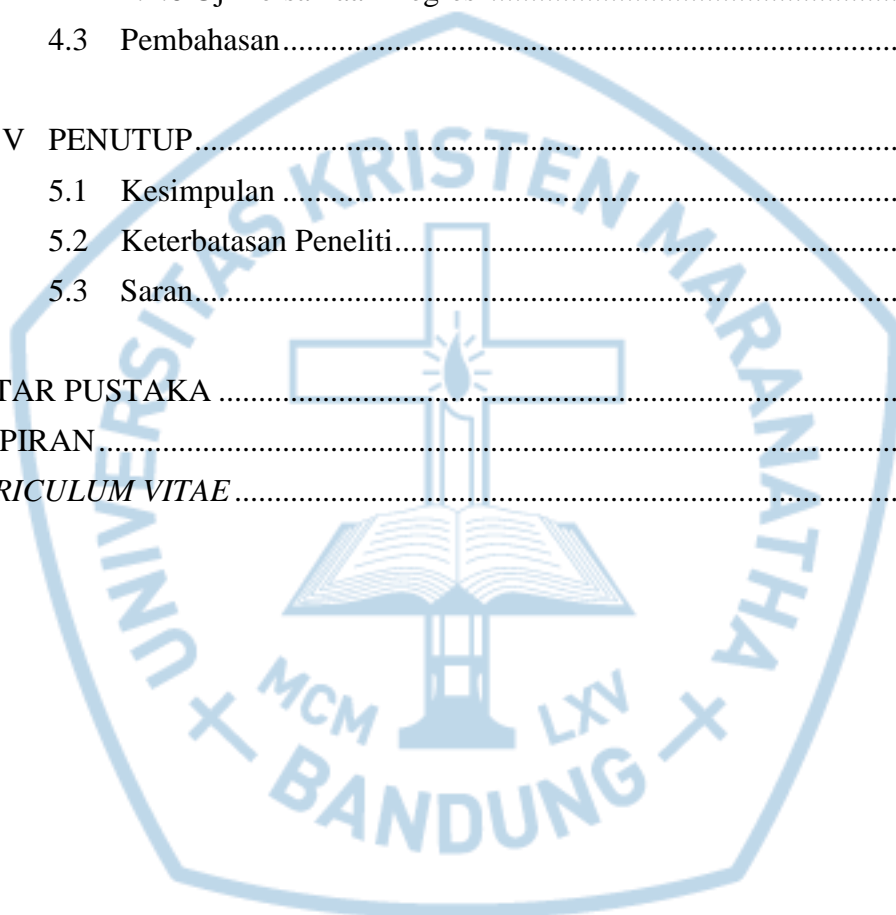 4.3 Pembahasan
V PENUTUP
5.1 Kesimpulan
5.2 Keterbatasan Peneliti
5.3 Saran
TAR PUSTAKA
PIRAN
RICULUM VITAE
UNIVERSITAS KRISTEN MARANATHA
MCM LXV
BANDUNG